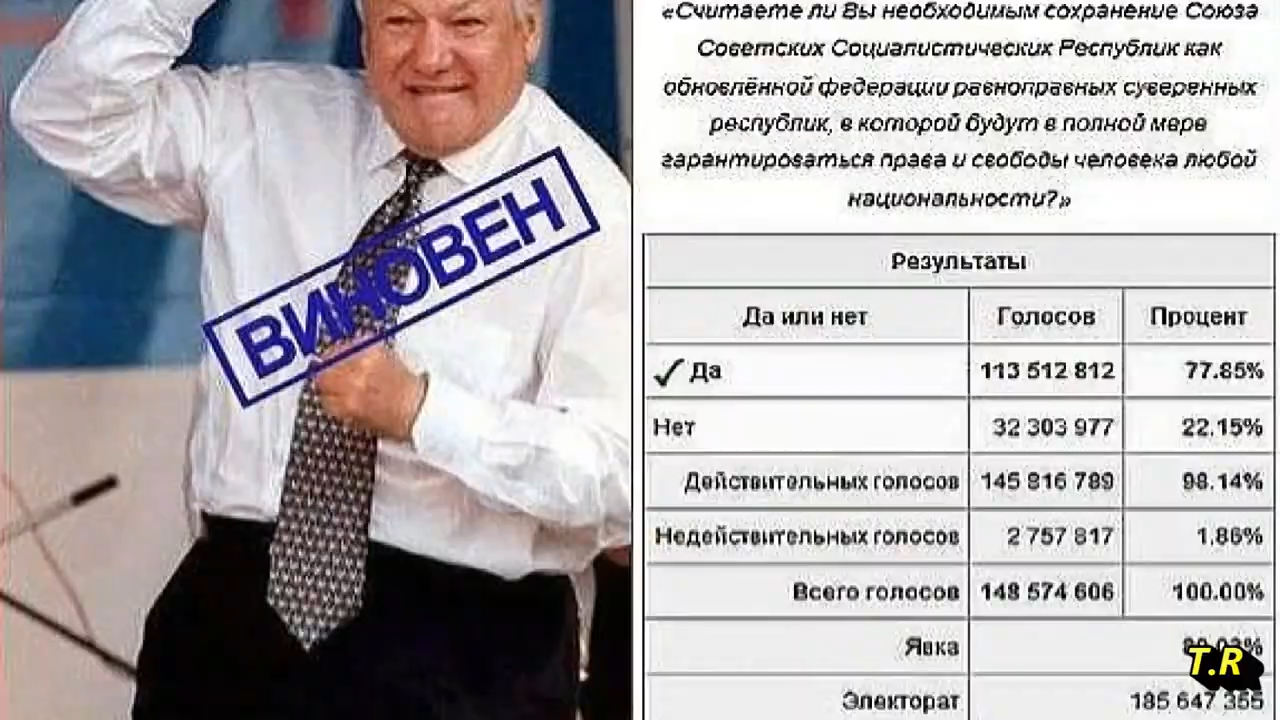 «Считаете ли Вы необходимым сохранение Союза
Советских Социалистических Республик как
обновлённой федерации равноправных суверенных
республик, в которой будут в полной мере
гарантироваться права и свободы человека любой
национальности?»
ВИНОВЕН
Результаты
Да или нет Голосов Процент
Да 113 512 812 77.85%
Нет 32 303 977 22.15%
Действительных голосов 145 816 789 98.14%
Недействительных голосов 2 757 817 1.86%
Всего голосов 148 574 606 100.00%
Явка
T.R
Электорат 185 647 355